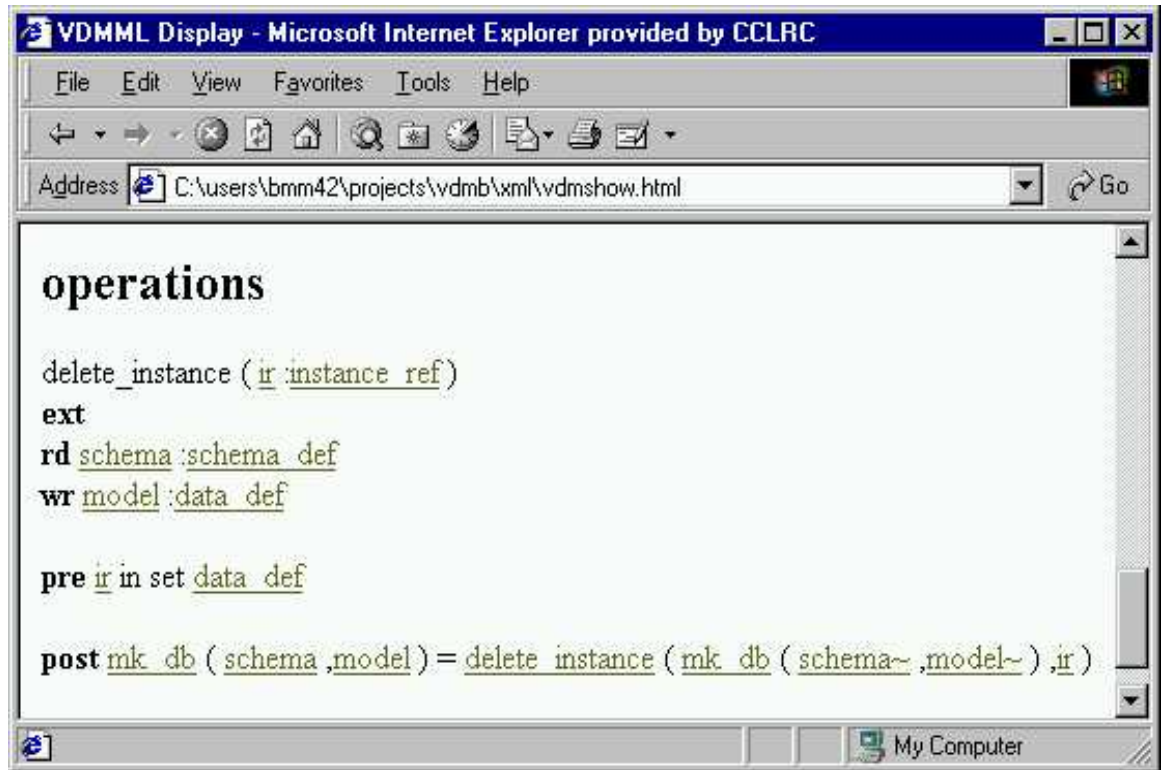 VDMML Display - Microsoft Internet Explorer provided by CCLRC
File Edit View Favorites Tools Help
Address C:\users\bmm42\projects\vdmb\xml\vdmshow.html Go
operations
delete_instance ( ir :instance_ref )
ext
rd schema :schema_def
wr model :data_def
pre ir in set data_def
post mk_db ( schema ,model ) = delete_instance ( mk_db ( schema~ ,model~ ) ,ir )
My Computer